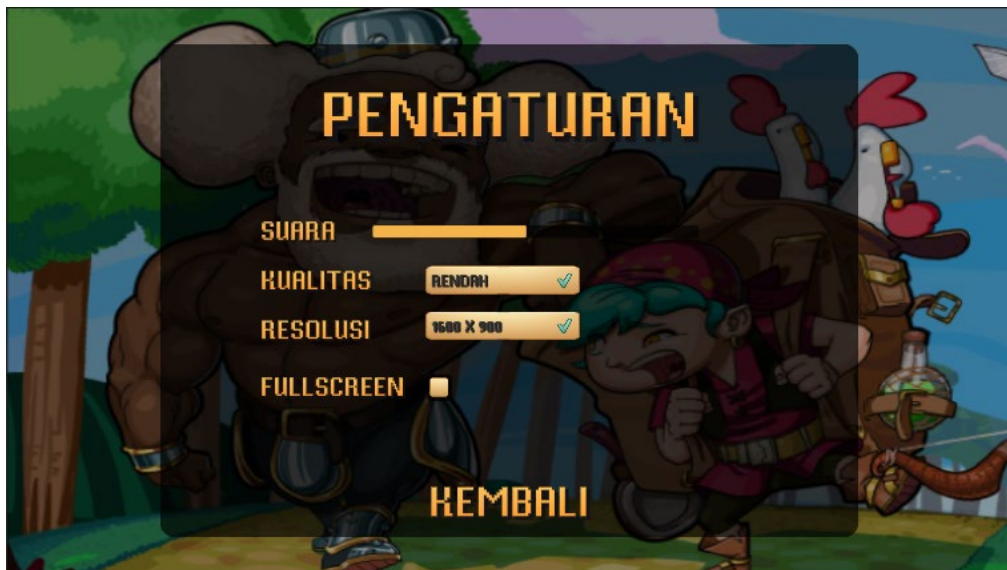 PENGATURAN
SUARA
KUALITAS RENDAH
RESOLUSI 1600 X 900
FULLSCREEN
KEMBALI